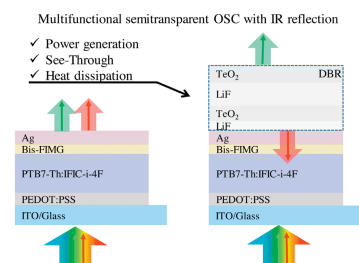 Multifunctional semitransparent OSC with IR reflection
✓ Power generation
✓ See-Through
✓ Heat dissipation
Ag
Bis-FIMG
PTB7-Th:IFIC-i-4F
PEDOT:PSS
ITO/Glass
TeO2 DBR
LiF
TeO2
LiF
Ag
Bis-FIMG
PTB7-Th:IFIC-i-4F
PEDOT:PSS
ITO/Glass